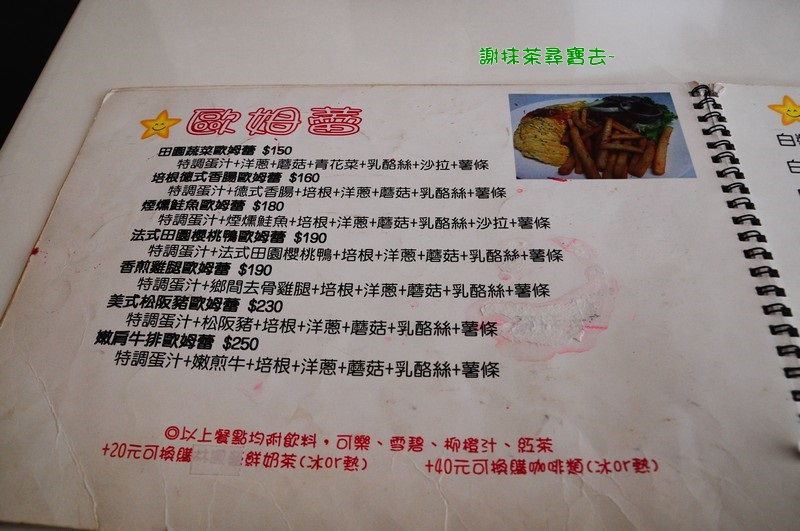 謝抹茶尋寶去~
歐姆蕾
田園蔬菜歐姆蕾 $150
特調蛋汁+洋蔥+蘑菇+青花菜+乳酪絲+沙拉+薯條
培根德式香腸歐姆蕾 $160
特調蛋汁+德式香腸+培根+洋蔥+蘑菇+乳酪絲+薯條
煙燻鮭魚歐姆蕾 $180
特調蛋汁+煙燻鮭魚+培根+洋蔥+蘑菇+乳酪絲+沙拉+薯條
法式田園櫻桃鴨歐姆蕾 $190
特調蛋汁+法式田園櫻桃鴨+培根+洋蔥+蘑菇+乳酪絲+薯條
香煎雞腿歐姆蕾 $190
特調蛋汁+鄉間去骨雞腿+培根+洋蔥+蘑菇+乳酪絲+薯條
美式松阪豬歐姆蕾 $230
特調蛋汁+松阪豬+培根+洋蔥+蘑菇+乳酪絲+薯條
嫩肩牛排歐姆蕾 $250
特調蛋汁+嫩煎牛+培根+洋蔥+蘑菇+乳酪絲+薯條
◎以上餐點均附飲料，可樂、雪碧、柳橙汁、紅茶
+20元可換購鮮奶茶(冰or熱) +40元可換購咖啡類(冰or熱)
白
白